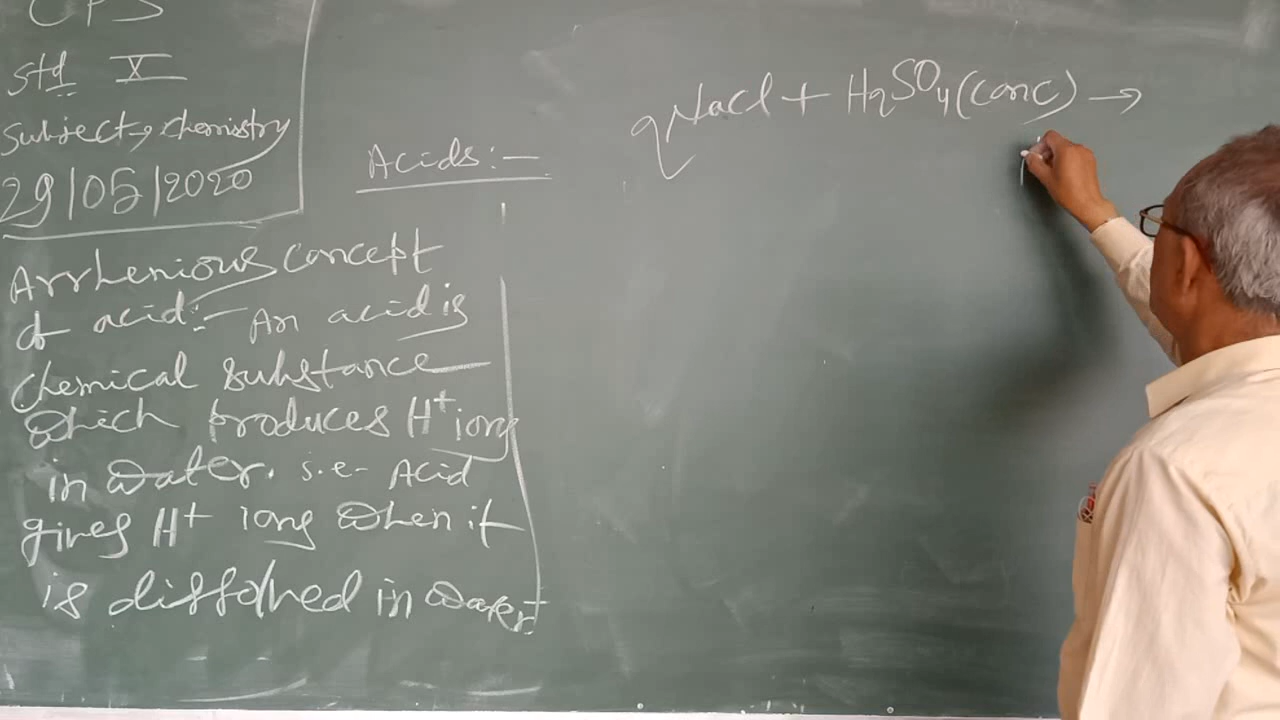 CPS
Std X
Subject → chemistry
29/05/2020
Acids :-
Arrhenious concept
of acid :- An acid is
chemical substance
which produces H+ ions
in water. i.e- Acid
gives H+ ions when it
is dissolved in water
2NaCl + H2SO4 (conc) →